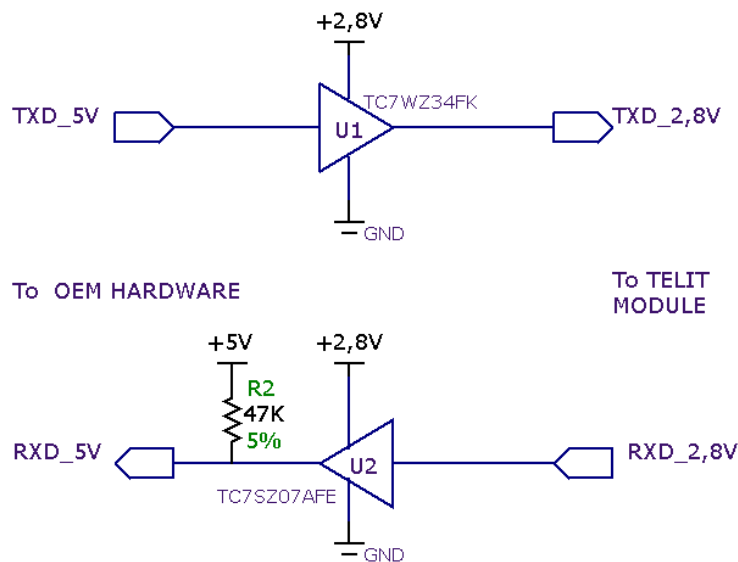 +2,8V
TC7WZ34FK
TXD_5V
U1
TXD_2,8V
GND
To OEM HARDWARE
To TELIT
MODULE
+5V
+2,8V
R2
47K
5%
RXD_5V
U2
RXD_2,8V
TC7SZ07AFE
GND